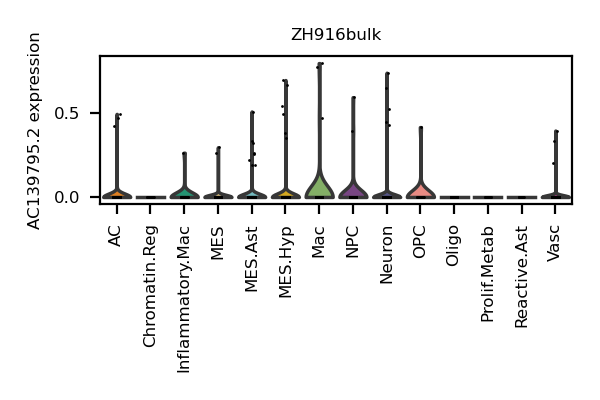 ZH916bulk
AC139795.2 expression
0.5
0.0
AC
Chromatin.Reg
Inflammatory.Mac
MES
MES.Ast
MES.Hyp
Mac
NPC
Neuron
OPC
Oligo
Prolif.Metab
Reactive.Ast
Vasc